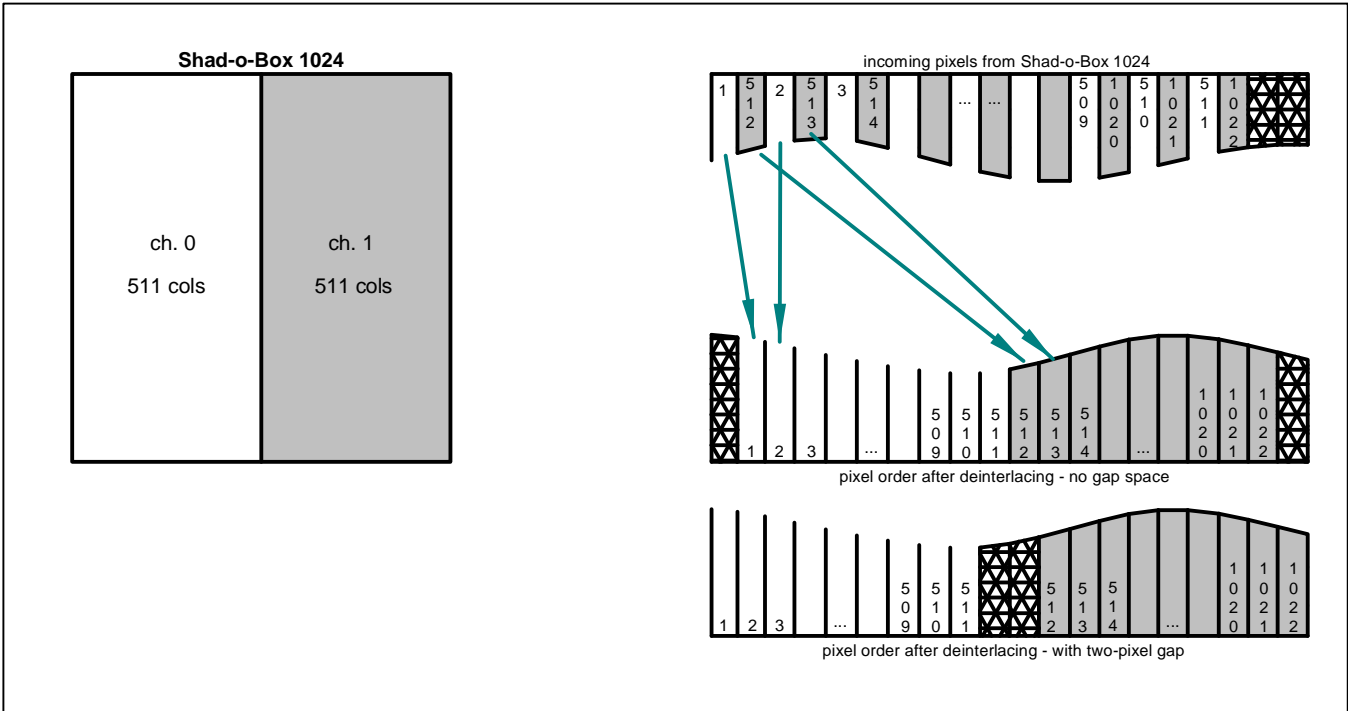 Shad-o-Box 1024
ch. 0
511 cols
ch. 1
511 cols
incoming pixels from Shad-o-Box 1024
1 512 2 513 3 514 ... ... 509 1020 510 1021 511 1022
1 2 3 ... 509 510 511 512 513 514 ... 1020 1021 1022
pixel order after deinterlacing - no gap space
1 2 3 ... 509 510 511 512 513 514 ... 1020 1021 1022
pixel order after deinterlacing - with two-pixel gap